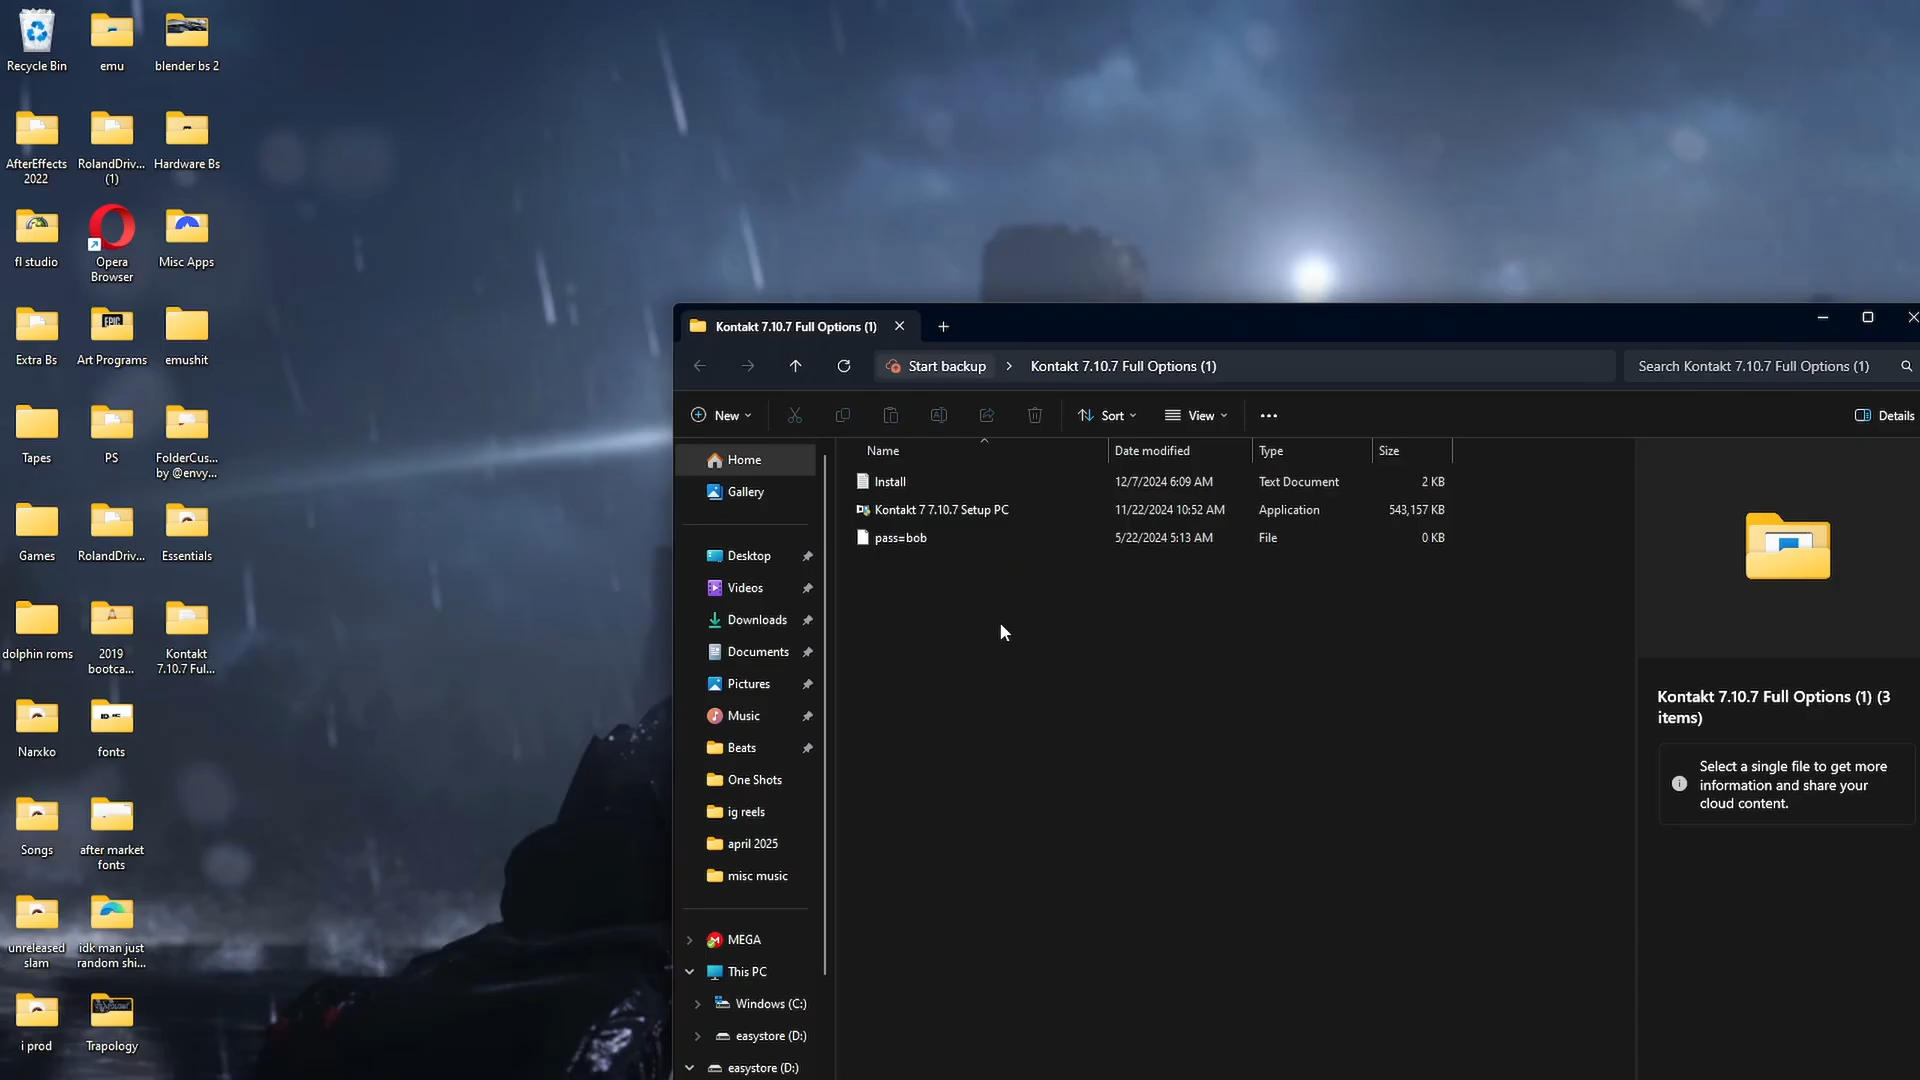 Recycle Bin
emu
blender bs 2
AfterEffects
2022
RolandDriv...
(1)
Hardware Bs
fl studio
Opera
Browser
Misc Apps
Extra Bs
EPIC
Art Programs
emushit
Tapes
PS
FolderCus...
by @envy...
Games
RolandDriv...
Essentials
dolphin roms
2019
bootca...
Kontakt
7.10.7 Ful...
Narxko
fonts
Songs
after market
fonts
unreleased
slam
idk man just
random shi...
i prod
Trapology
Kontakt 7.10.7 Full Options (1)
Start backup
Kontakt 7.10.7 Full Options (1)
Search Kontakt 7.10.7 Full Options (1)
New
Sort
View
Details
Home
Gallery
Desktop
Videos
Downloads
Documents
Pictures
Music
Beats
One Shots
ig reels
april 2025
misc music
MEGA
This PC
Windows (C:)
easystore (D:)
easystore (D:)
Name Date modified Type Size
Install 12/7/2024 6:09 AM Text Document 2 KB
Kontakt 7 7.10.7 Setup PC 11/22/2024 10:52 AM Application 543,157 KB
pass=bob 5/22/2024 5:13 AM File 0 KB
Kontakt 7.10.7 Full Options (1) (3
items)
Select a single file to get more
information and share your
cloud content.